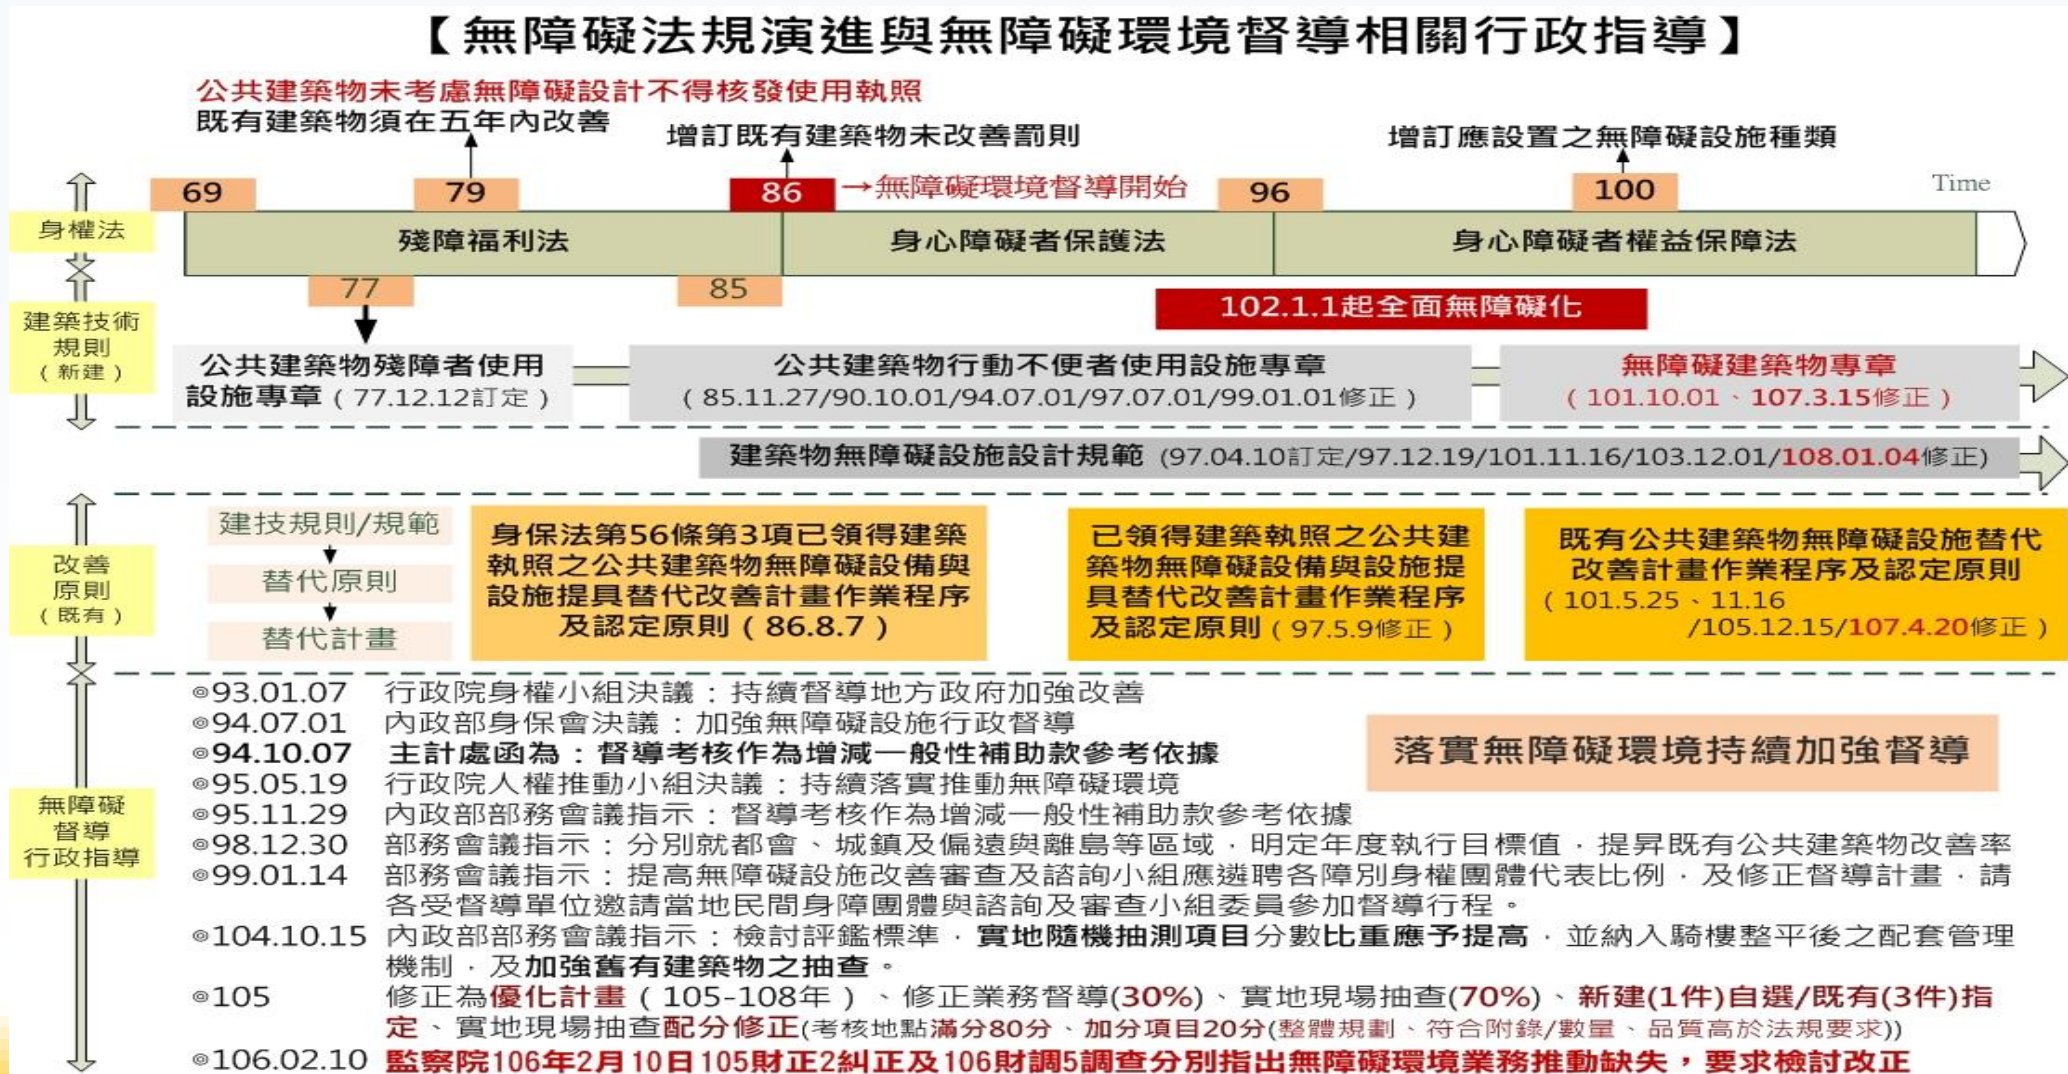 【無障礙法規演進與無障礙環境督導相關行政指導】
公共建築物未考慮無障礙設計不得核發使用執照
既有建築物須在五年內改善
增訂既有建築物未改善罰則
增訂應設置之無障礙設施種類
69
79
86
→無障礙環境督導開始
96
100
Time
身權法
殘障福利法
身心障礙者保護法
身心障礙者權益保障法
77
85
102.1.1起全面無障礙化
建築技術
規則
(新建)
公共建築物殘障者使用
設施專章(77.12.12訂定)
公共建築物行動不便者使用設施專章
(85.11.27/90.10.01/94.07.01/97.07.01/99.01.01修正)
無障礙建築物專章
(101.10.01、107.3.15修正)
建築物無障礙設施設計規範 (97.04.10訂定/97.12.19/101.11.16/103.12.01/108.01.04修正)
改善
原則
(既有)
建技規則/規範
替代原則
替代計畫
身保法第56條第3項已領得建築
執照之公共建築物無障礙設備與
設施提具替代改善計畫作業程序
及認定原則(86.8.7)
已領得建築執照之公共建
築物無障礙設備與設施提
具替代改善計畫作業程序
及認定原則(97.5.9修正)
既有公共建築物無障礙設施替代
改善計畫作業程序及認定原則
(101.5.25、11.16
/105.12.15/107.4.20修正)
無障礙
督導
行政指導
◎93.01.07 行政院身權小組決議:持續督導地方政府加強改善
◎94.07.01 內政部身保會決議:加強無障礙設施行政督導
◎94.10.07 主計處函為:督導考核作為增減一般性補助款參考依據
落實無障礙環境持續加強督導
◎95.05.19 行政院人權推動小組決議:持續落實推動無障礙環境
◎95.11.29 內政部部務會議指示:督導考核作為增減一般性補助款參考依據
◎98.12.30 部務會議指示:分別就都會、城鎮及偏遠與離島等區域,明定年度執行目標值,提昇既有公共建築物改善率
◎99.01.14 部務會議指示:提高無障礙設施改善審查及諮詢小組應遴聘各障別身權團體代表比例,及修正督導計畫,請
各受督導單位邀請當地民間身障團體與諮詢及審查小組委員參加督導行程。
◎104.10.15 內政部部務會議指示:檢討評鑑標準,實地隨機抽測項目分數比重應予提高,並納入騎樓整平後之配套管理
機制,及加強舊有建築物之抽查。
◎105 修正為優化計畫(105-108年)、修正業務督導(30%)、實地現場抽查(70%)、新建(1件)自選/既有(3件)指
定、實地現場抽查配分修正(考核地點滿分80分、加分項目20分(整體規劃、符合附錄/數量、品質高於法規要求))
◎106.02.10 監察院106年2月10日105財正2糾正及106財調5調查分別指出無障礙環境業務推動缺失,要求檢討改正